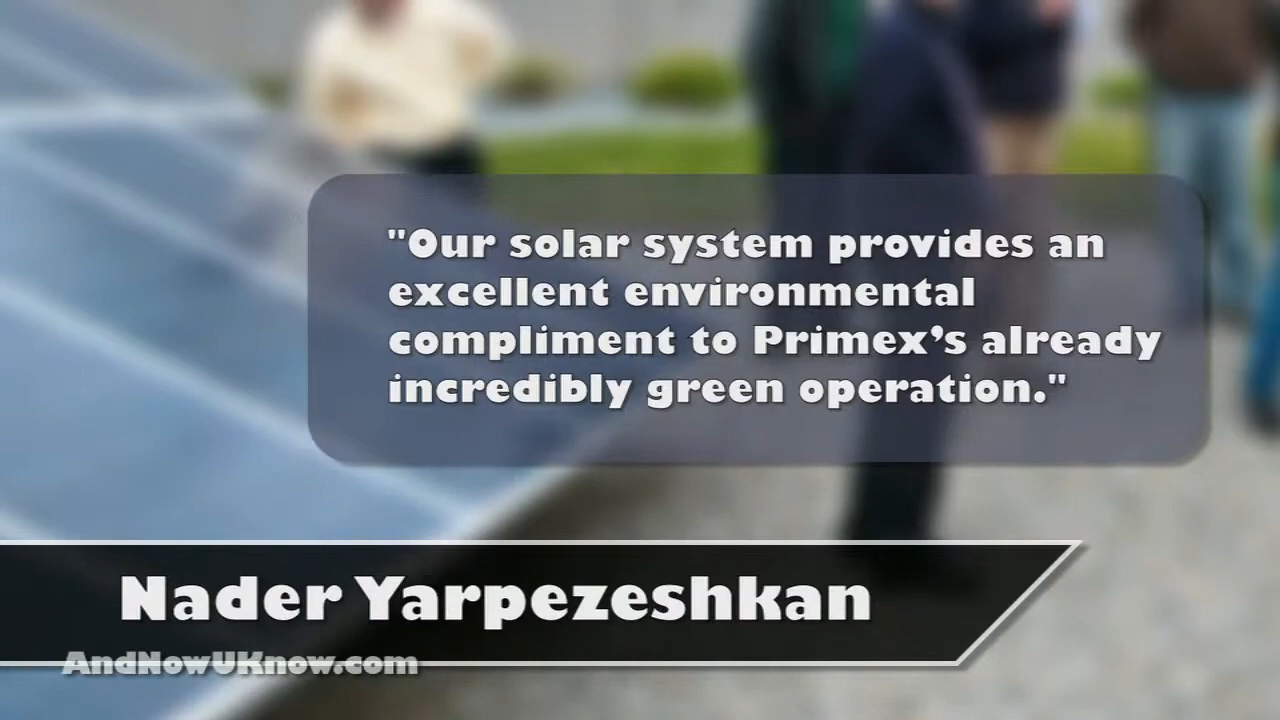 "Our solar system provides an
excellent environmental
compliment to Primex’s already
incredibly green operation."
Nader Yarpezeshkan
AndNowUKnow.com